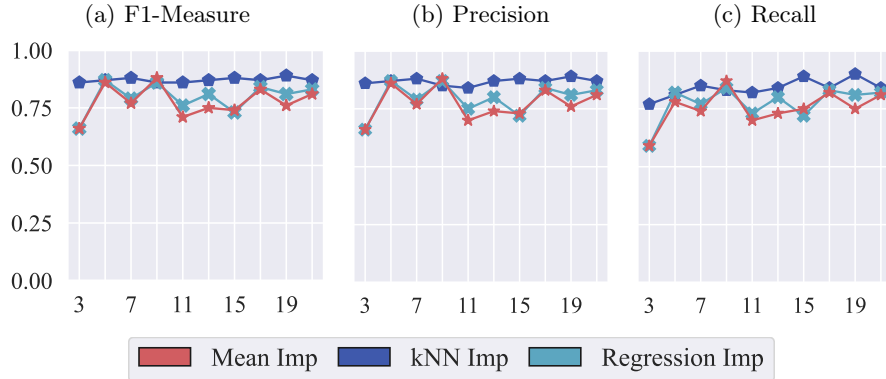 (a) F1-Measure (b) Precision (c) Recall
1.00
0.75
0.50
0.25
0.00
3 7 11 15 19 3 7 11 15 19 3 7 11 15 19
Mean Imp kNN Imp Regression Imp